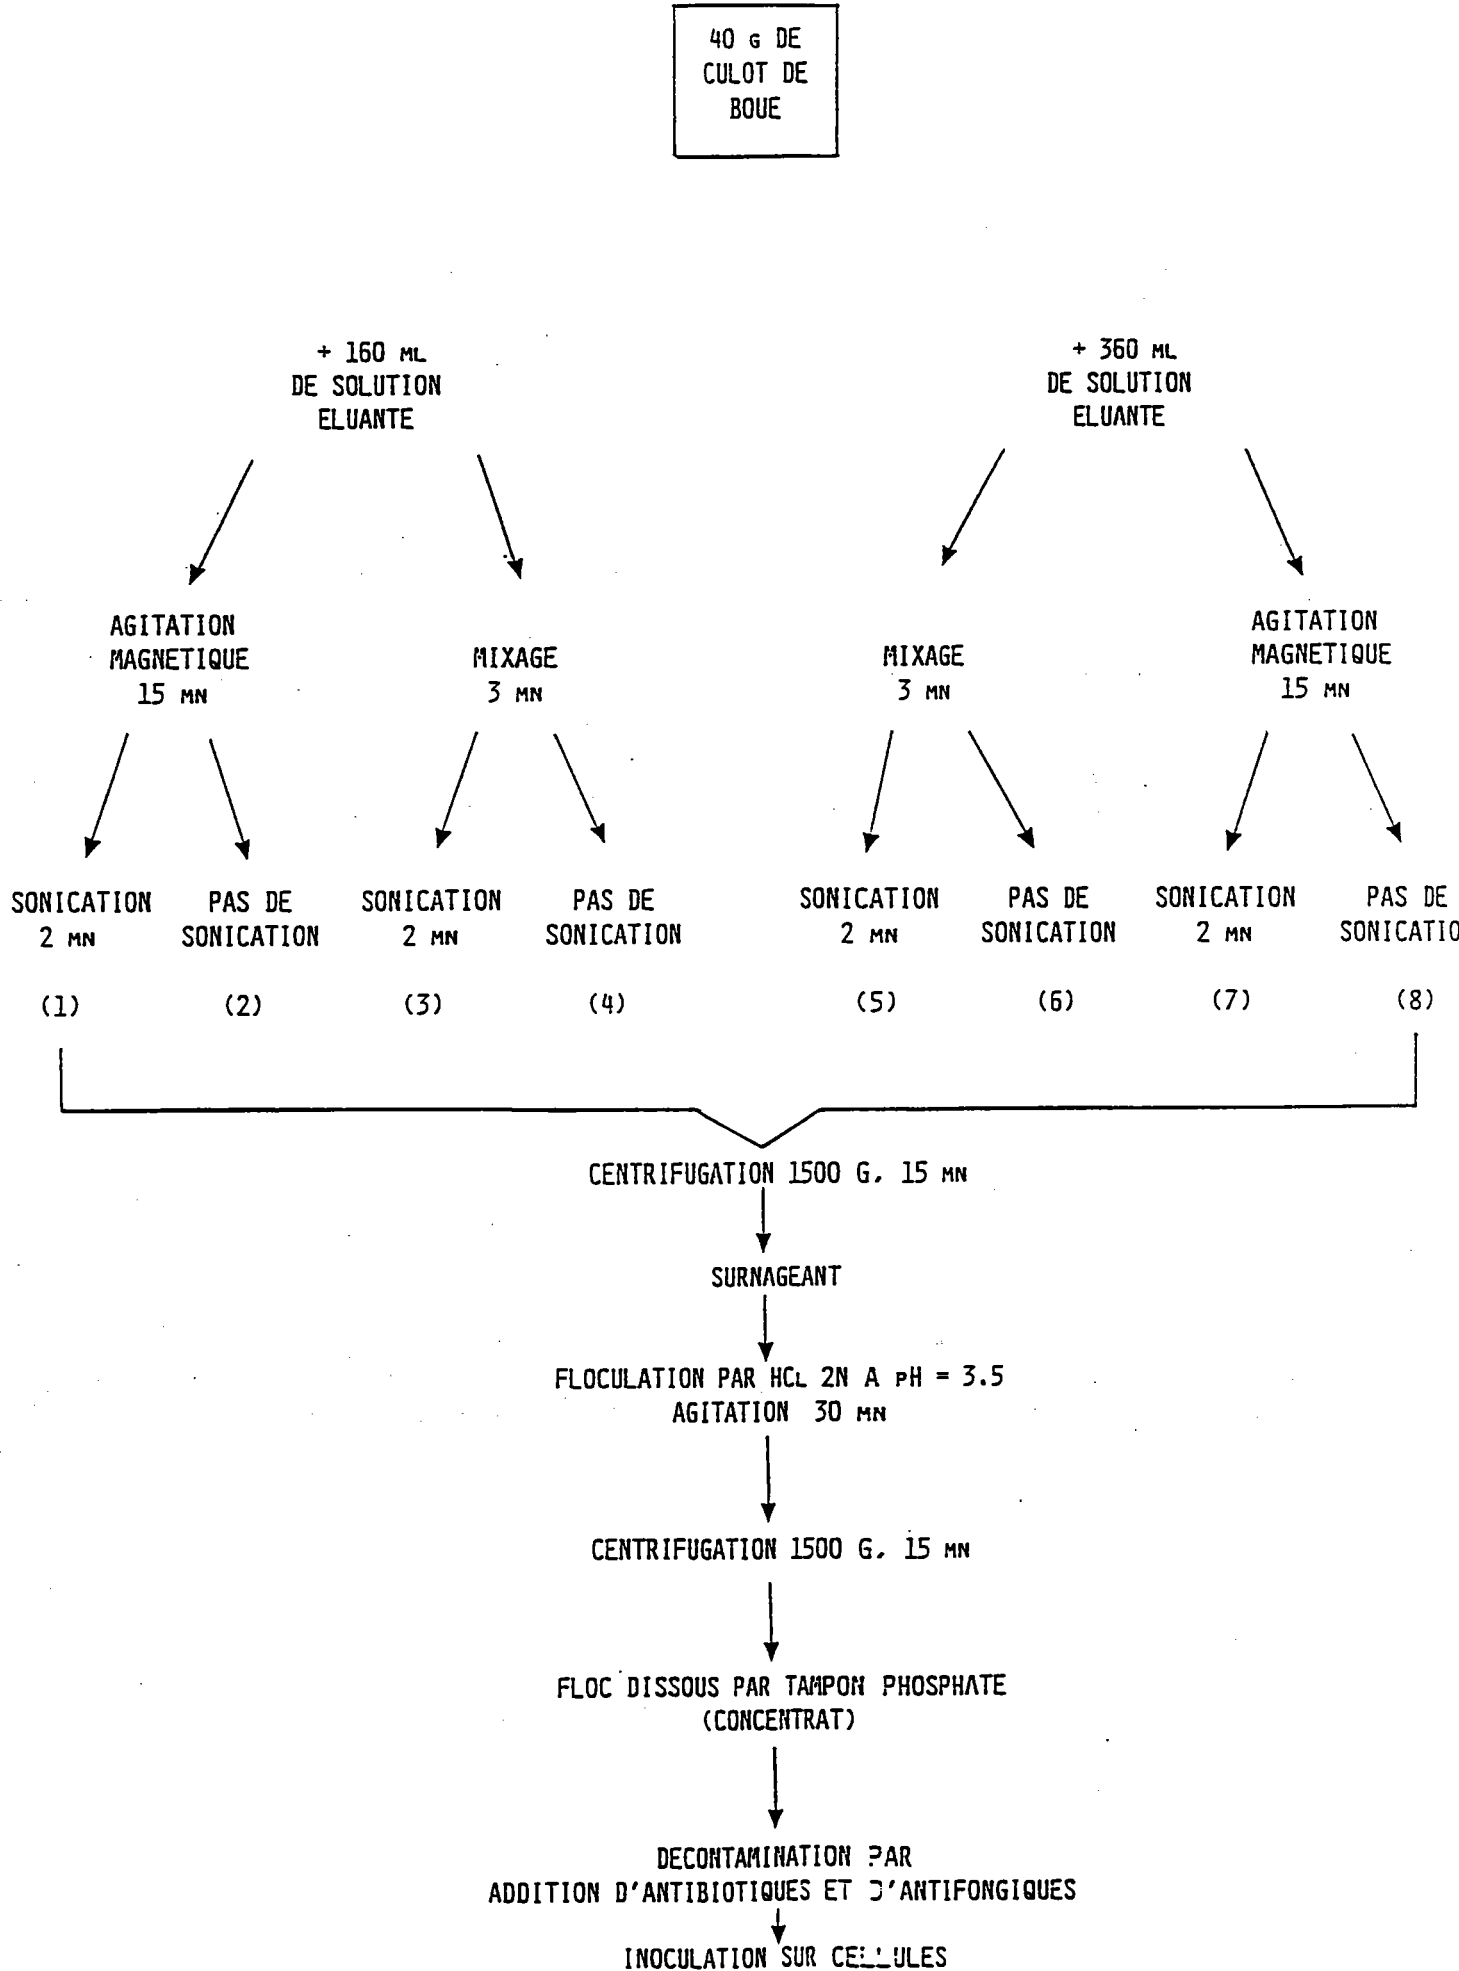 40 G DE
CULOT DE
BOUE
+ 160 ML
DE SOLUTION
ELUANTE
+ 360 ML
DE SOLUTION
ELUANTE
AGITATION
MAGNETIQUE
15 MN
MIXAGE
3 MN
MIXAGE
3 MN
AGITATION
MAGNETIQUE
15 MN
SONICATION
2 MN
(1)
PAS DE
SONICATION
(2)
SONICATION
2 MN
(3)
PAS DE
SONICATION
(4)
SONICATION
2 MN
(5)
PAS DE
SONICATION
(6)
SONICATION
2 MN
(7)
PAS DE
SONICATIO
(8)
CENTRIFUGATION 1500 G, 15 MN
SURNAGEANT
FLOCULATION PAR HCL 2N A PH = 3.5
AGITATION 30 MN
CENTRIFUGATION 1500 G, 15 MN
FLOC DISSOUS PAR TAMPON PHOSPHATE
(CONCENTRAT)
DECONTAMINATION PAR
ADDITION D'ANTIBIOTIQUES ET D'ANTIFONGIQUES
INOCULATION SUR CELLULES